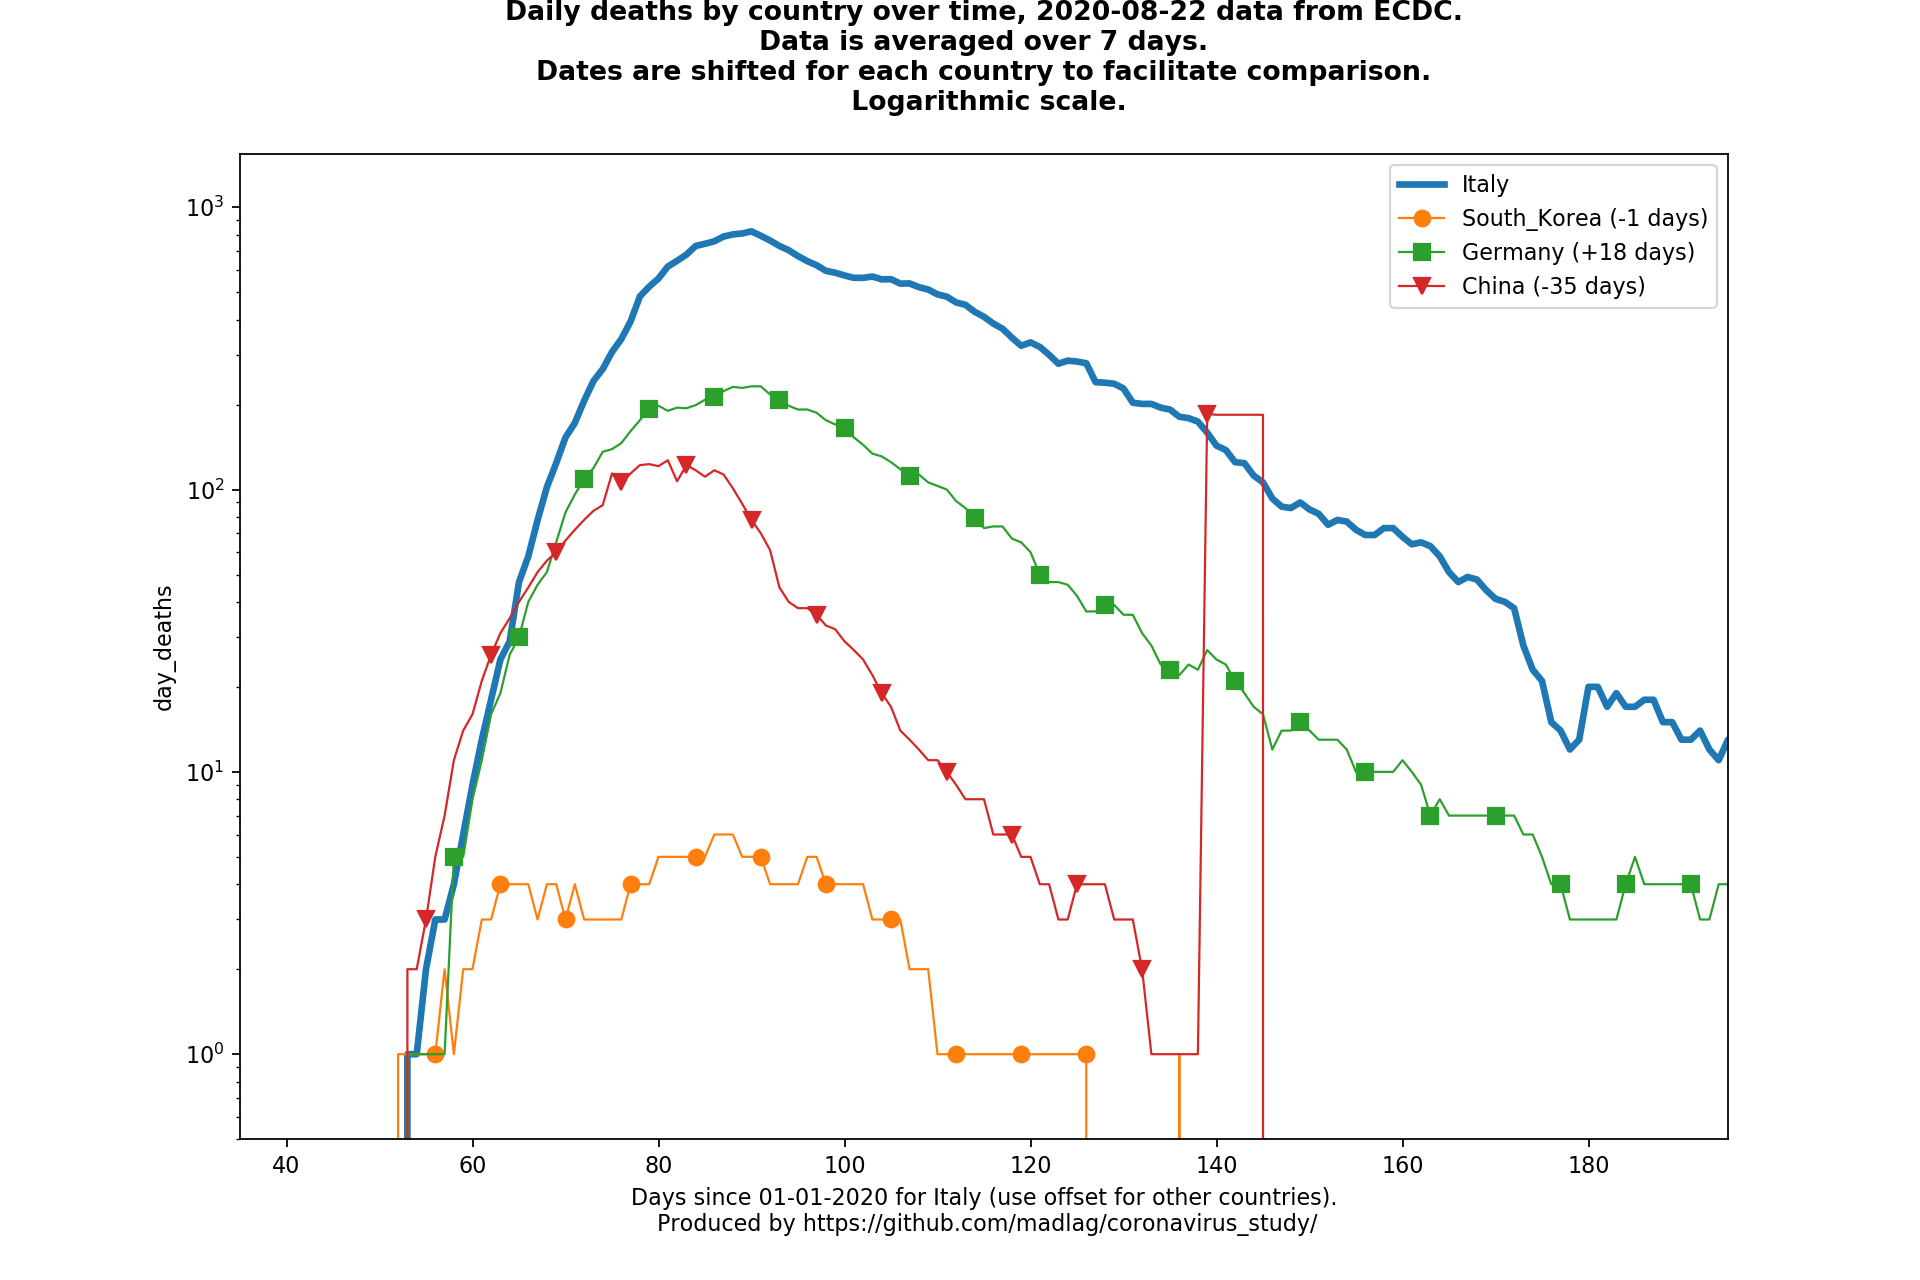 Daily deaths by country over time, 2020-08-22 data from ECDC.
Data is averaged over 7 days.
Dates are shifted for each country to facilitate comparison.
Logarithmic scale.
Italy
South_Korea (-1 days)
Germany (+18 days)
China (-35 days)
10³
10²
10¹
10⁰
day_deaths
40 60 80 100 120 140 160 180
Days since 01-01-2020 for Italy (use offset for other countries).
Produced by https://github.com/madlag/coronavirus_study/